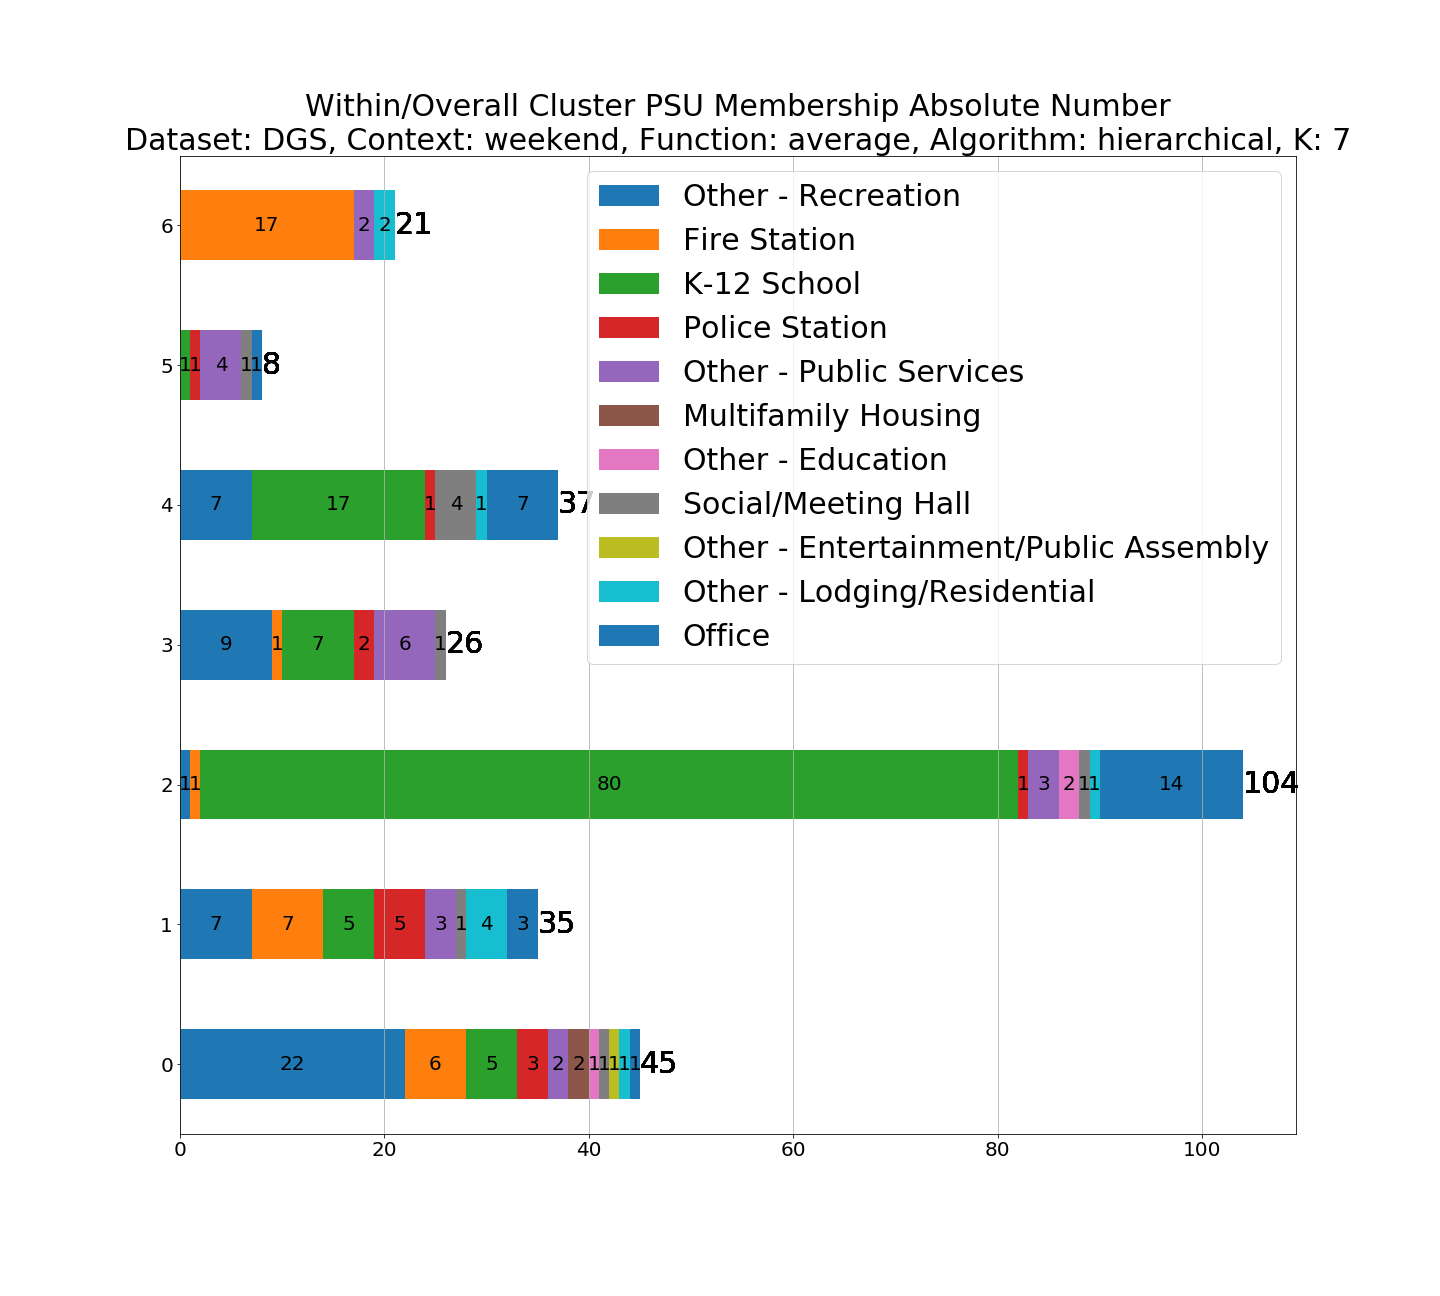 Within/Overall Cluster PSU Membership Absolute Number
Dataset: DGS, Context: weekend, Function: average, Algorithm: hierarchical, K: 7
Other - Recreation
Fire Station
K-12 School
Police Station
Other - Public Services
Multifamily Housing
Other - Education
Social/Meeting Hall
Other - Entertainment/Public Assembly
Other - Lodging/Residential
Office
6 17 2 2 21
5 1 1 4 1 1 8
4 7 17 1 4 1 7 37
3 9 1 7 2 6 1 26
2 1 1 80 1 3 2 1 1 14 104
1 7 7 5 5 3 1 4 3 35
0 22 6 5 3 2 2 1 1 1 1 1 45
0 20 40 60 80 100